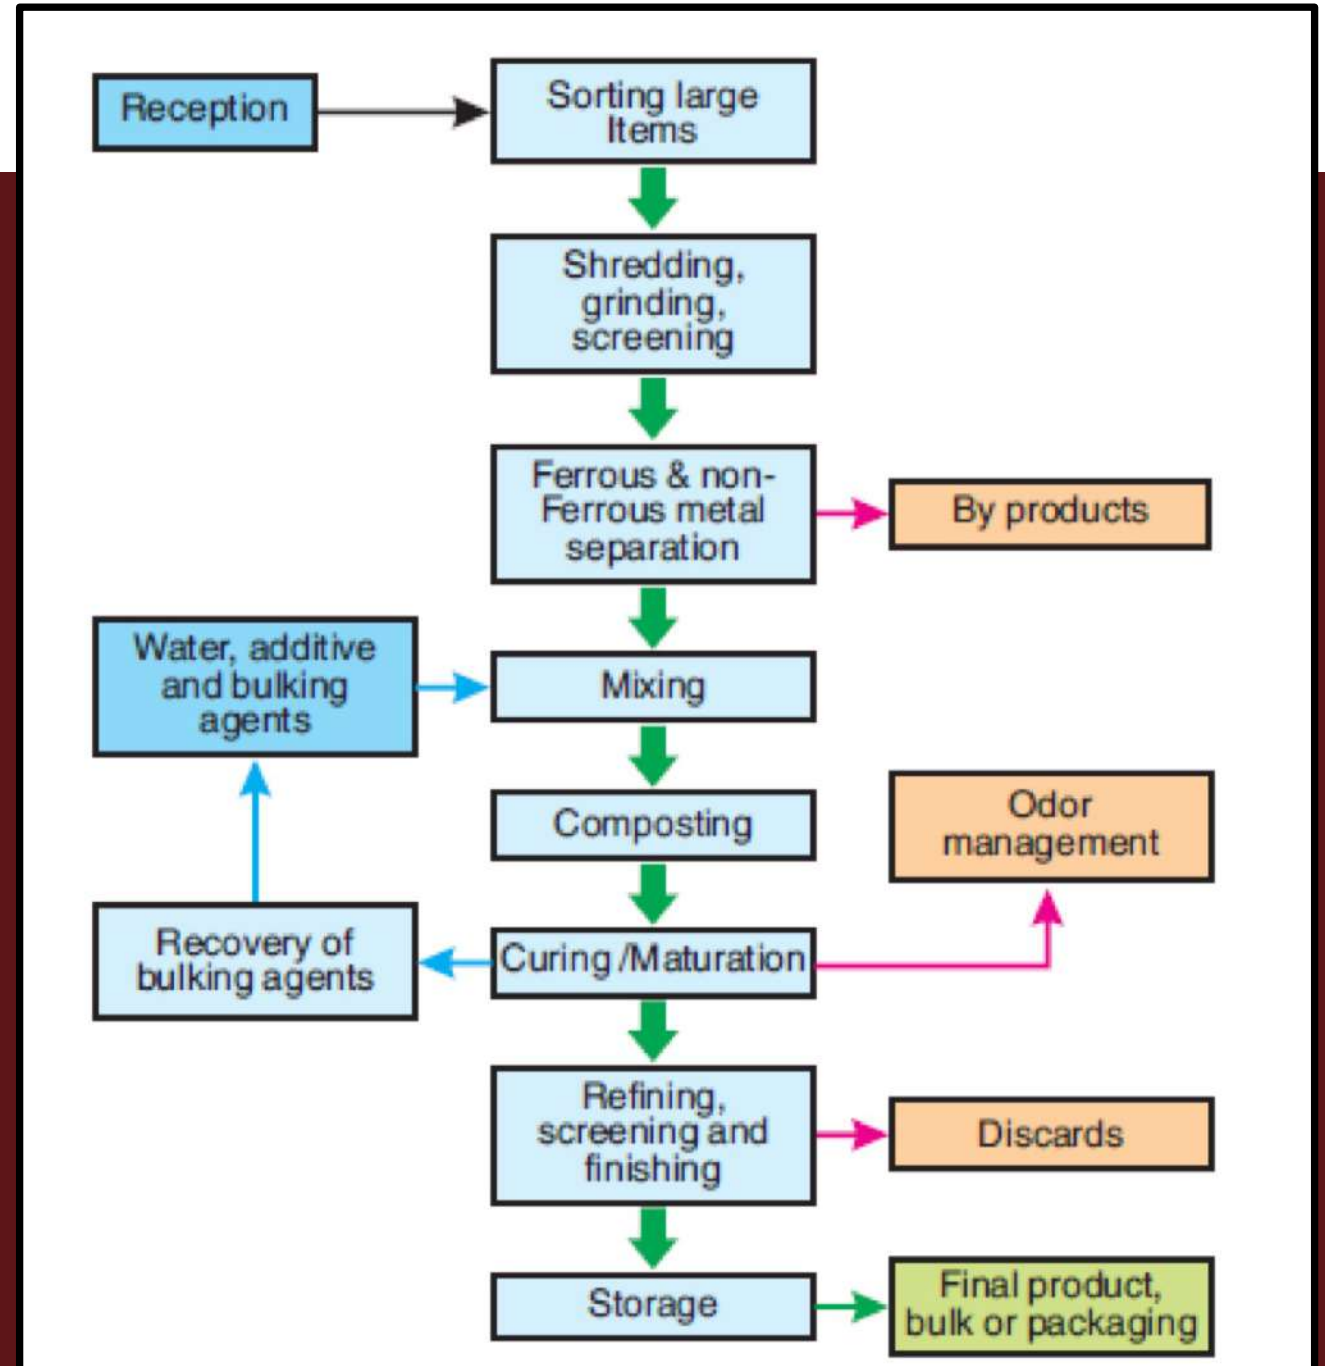 Reception
Sorting large
Items
Shredding,
grinding,
screening
Ferrous & non-
Ferrous metal
separation
By products
Water, additive
and bulking
agents
Mixing
Composting
Odor
management
Recovery of
bulking agents
Curing /Maturation
Refining,
screening and
finishing
Discards
Storage
Final product,
bulk or packaging